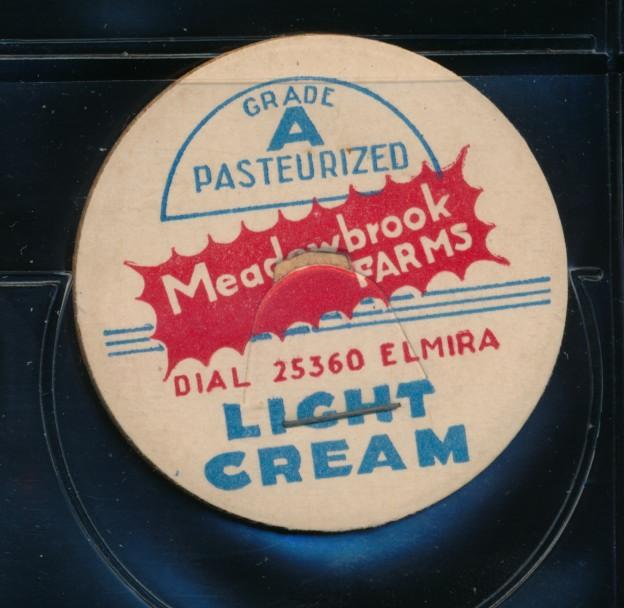 GRADE
A
PASTEURIZED
Meadowbrook
FARMS
DIAL 25360 ELMIRA
LIGHT
CREAM